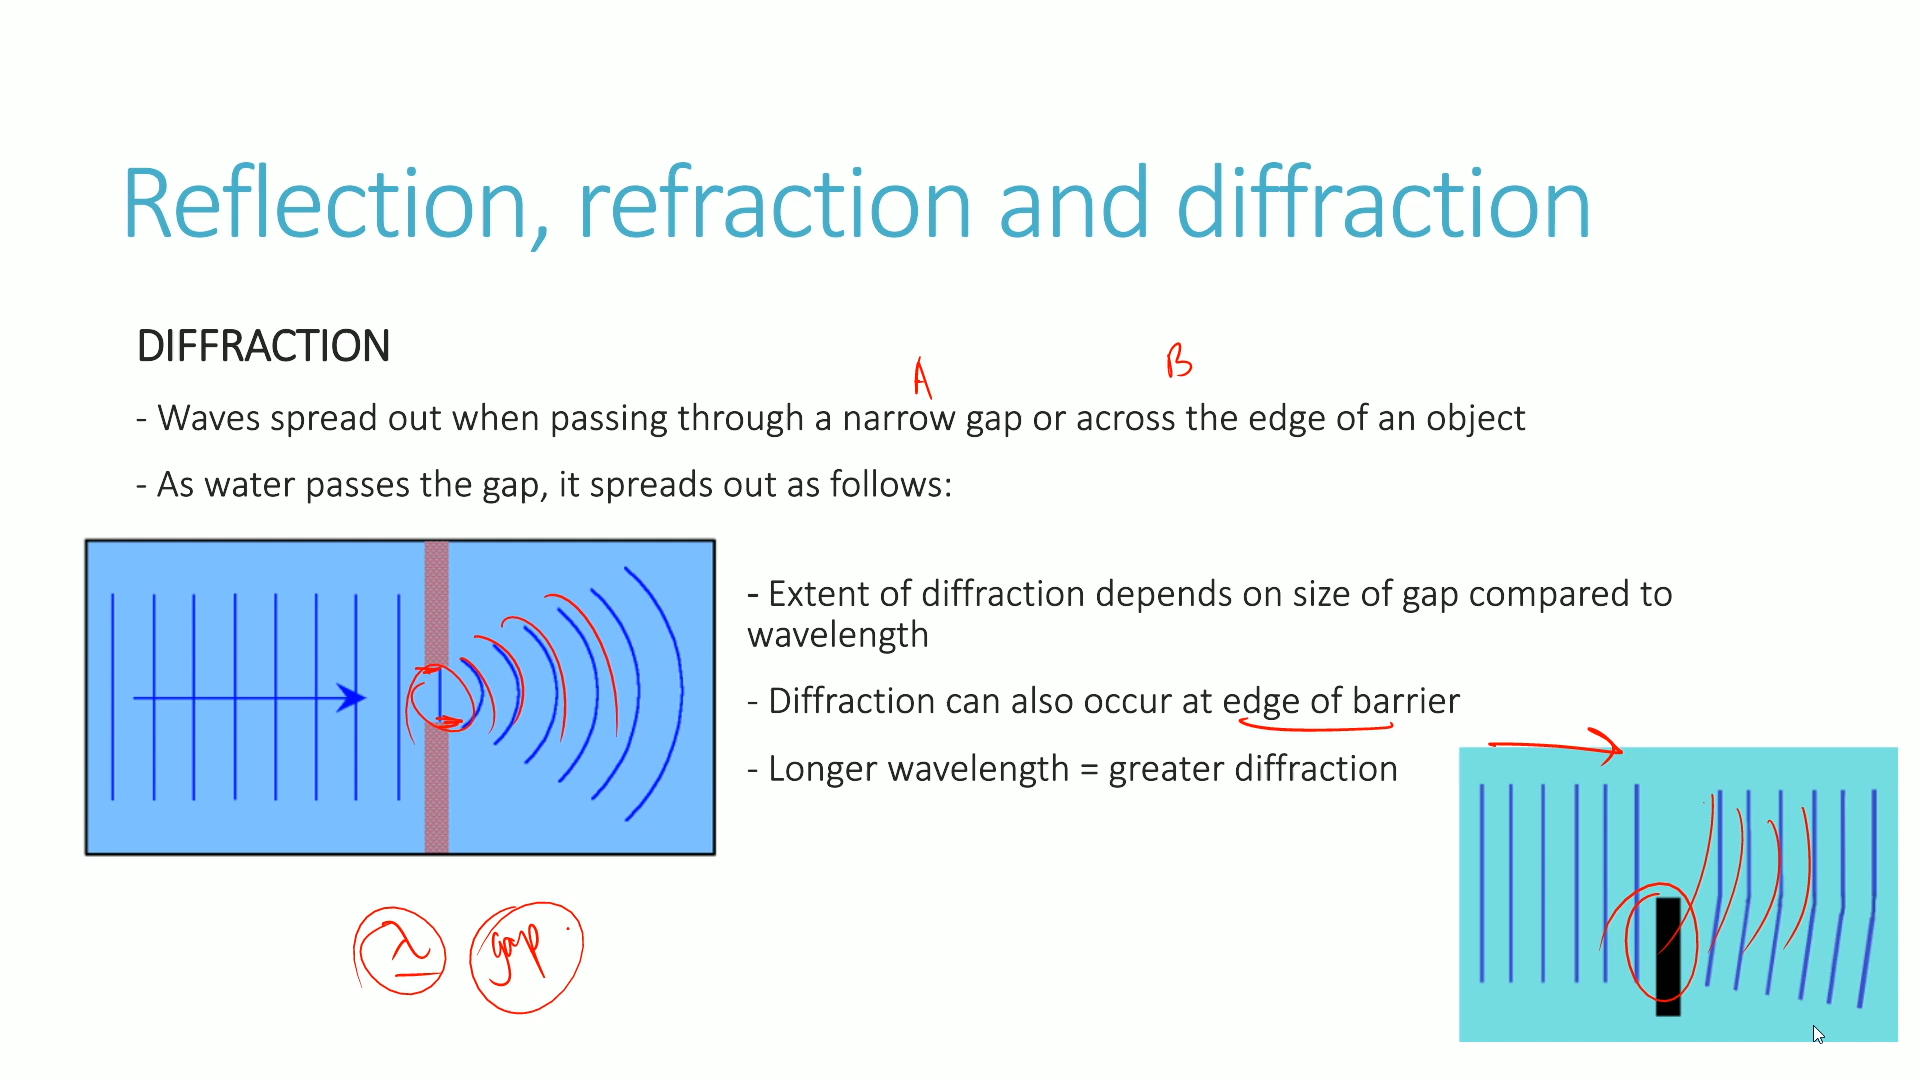 Reflection, refraction and diffraction
DIFFRACTION
A
B
- Waves spread out when passing through a narrow gap or across the edge of an object
- As water passes the gap, it spreads out as follows:
- Extent of diffraction depends on size of gap compared to
wavelength
- Diffraction can also occur at edge of barrier
- Longer wavelength = greater diffraction
λ gap